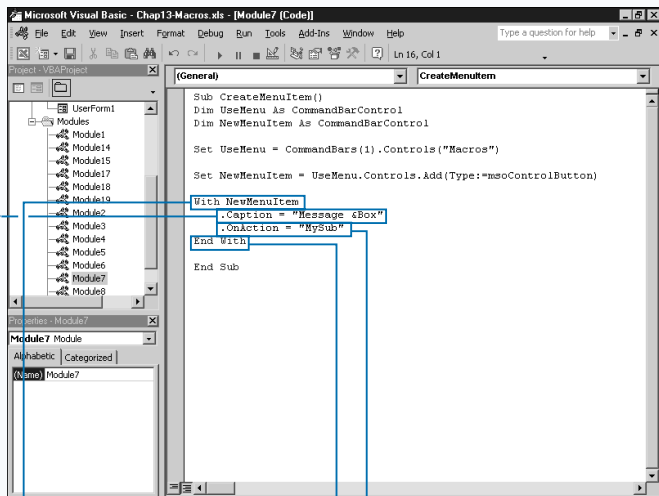 Microsoft Visual Basic - Chap13-Macros.xls - [Module7 (Code)]
File Edit View Insert Format Debug Run Tools Add-Ins Window Help Type a question for help
Ln 16, Col 1
Project - VBAProject
(General) CreateMenuItem
UserForm1
Modules
Module1
Module14
Module15
Module17
Module18
Module19
Module2
Module3
Module4
Module5
Module6
Module7
Module8
Sub CreateMenuItem()
Dim UseMenu As CommandBarControl
Dim NewMenuItem As CommandBarControl
Set UseMenu = CommandBars(1).Controls("Macros")
Set NewMenuItem = UseMenu.Controls.Add(Type:=msoControlButton)
With NewMenuItem
.Caption = "Message &Box"
.OnAction = "MySub"
End With
End Sub
Properties - Module7
Module7 Module
Alphabetic Categorized
(Name) Module7